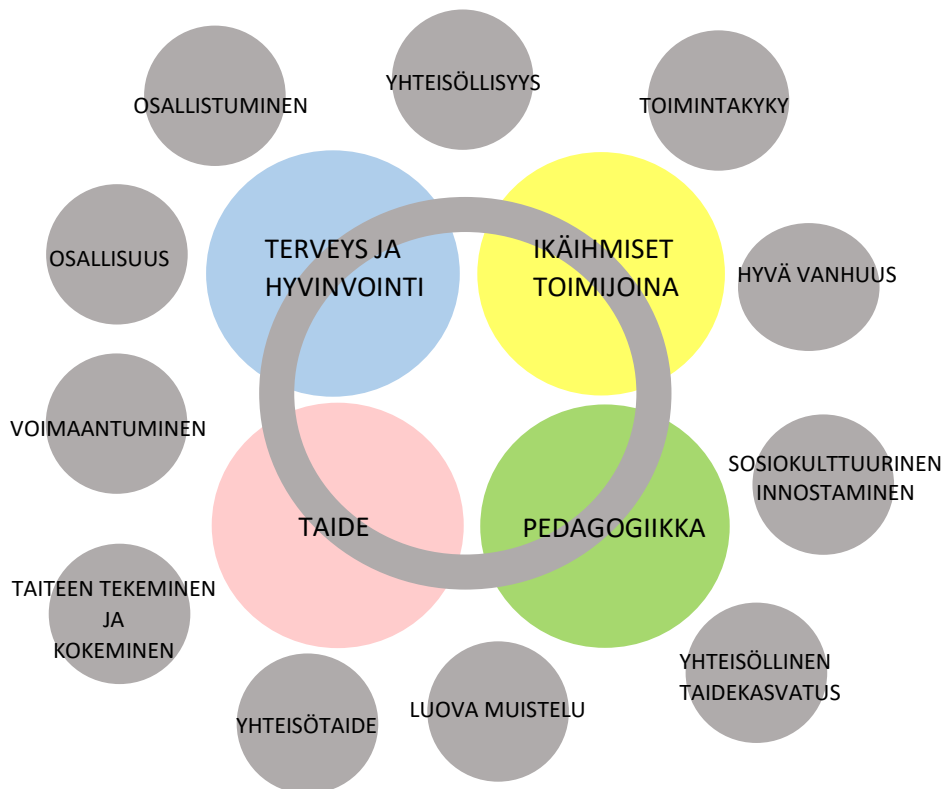 YHTEISÖLLISYYS
OSALLISTUMINEN
TOIMINTAKYKY
TERVEYS JA
HYVINVOINTI
IKÄIHMISET
TOIMIJOINA
OSALLISUUS
HYVÄ VANHUUS
VOIMAANTUMINEN
SOSIOKULTTUURINEN
INNOSTAMINEN
TAIDE
PEDAGOGIIKKA
TAITEEN TEKEMINEN
JA
KOKEMINEN
YHTEISÖLLINEN
TAIDEKASVATUS
LUOVA MUISTELU
YHTEISÖTAIDE